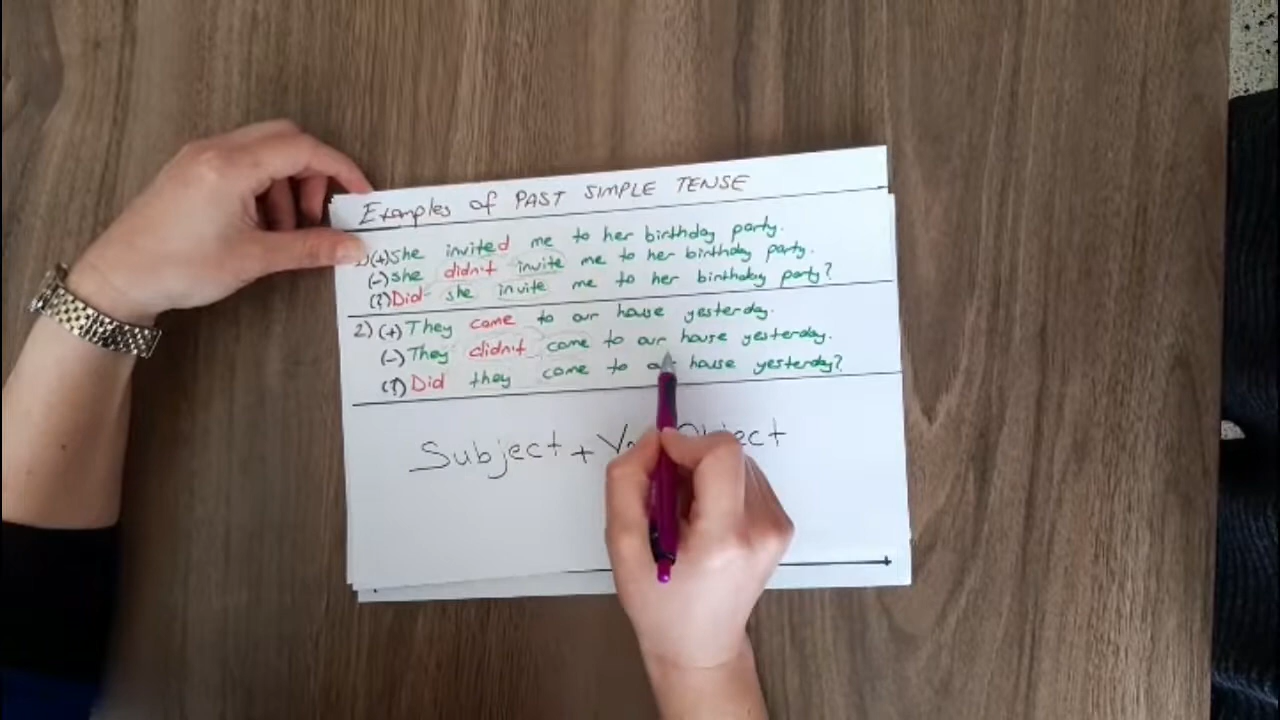 Examples of PAST SIMPLE TENSE
(+) She invited me to her birthday party.
(-) She didn't invite me to her birthday party.
(?) Did she invite me to her birthday party?
2) (+) They came to our house yesterday.
(-) They didn't come to our house yesterday.
(?) Did they come to house yesterday?
Subject + Object